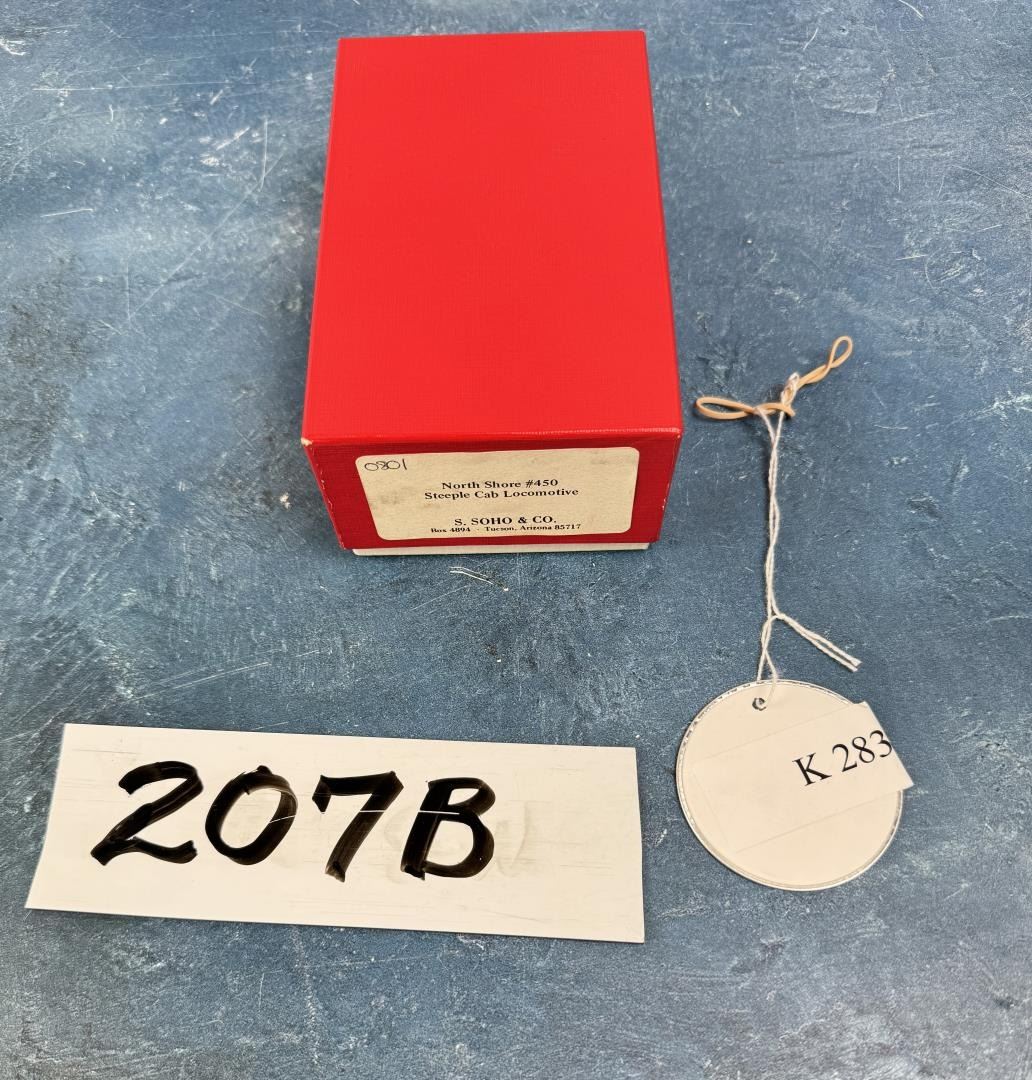 0801
North Shore #450
Steeple Cab Locomotive
S. SOHO & CO.
Box 4894 - Tucson, Arizona 85717
K 283
207B